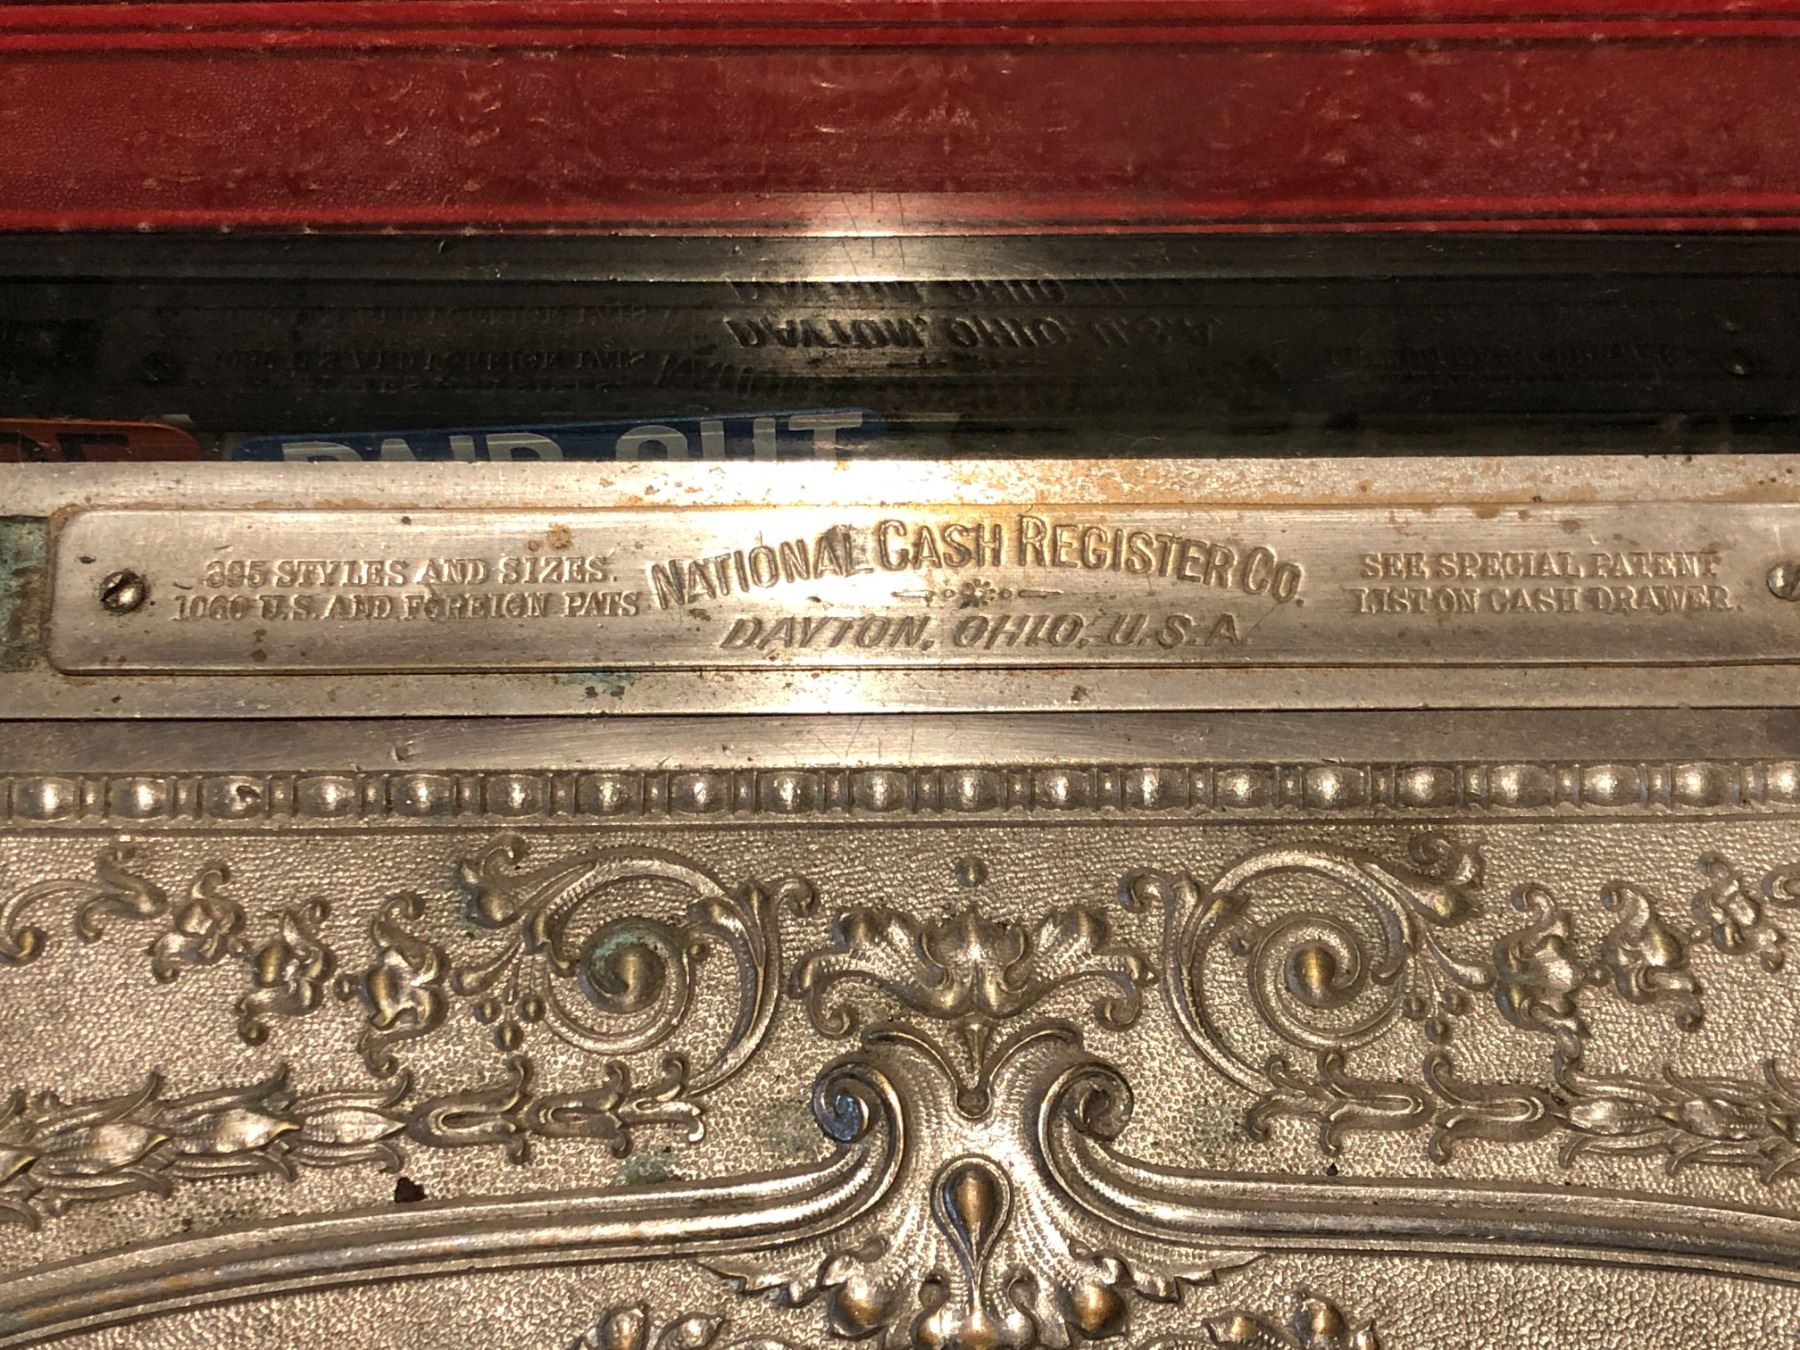 PAID OUT
395 STYLES AND SIZES.
1060 U.S. AND FOREIGN PATS
NATIONAL CASH REGISTER CO.
DAYTON, OHIO, U.S.A
SEE SPECIAL PATENT
LIST ON CASH DRAWER.